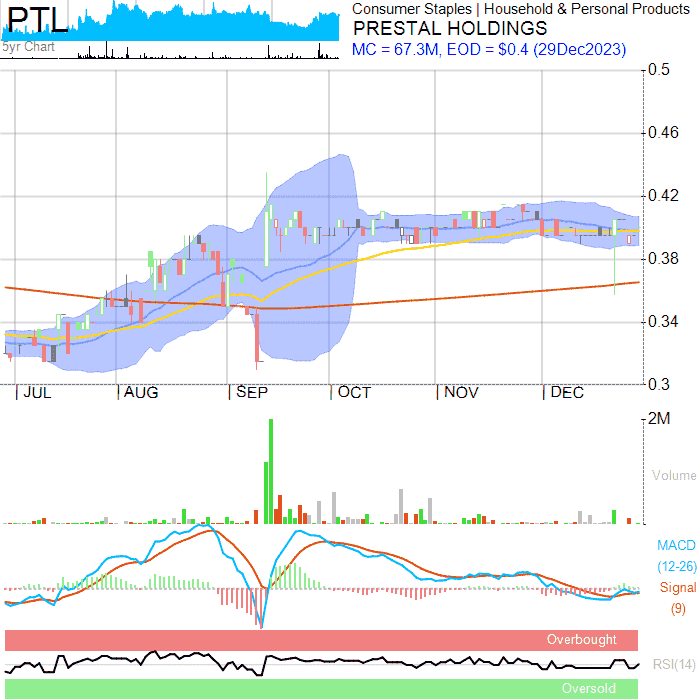 PTL
5yr Chart
Consumer Staples | Household & Personal Products
PRESTAL HOLDINGS
MC = 67.3M, EOD = $0.4 (29Dec2023)
0.5
0.46
0.42
0.38
0.34
0.3
JUL AUG SEP OCT NOV DEC
2M
Volume
MACD
(12-26)
Signal
(9)
Overbought
RSI(14)
Oversold